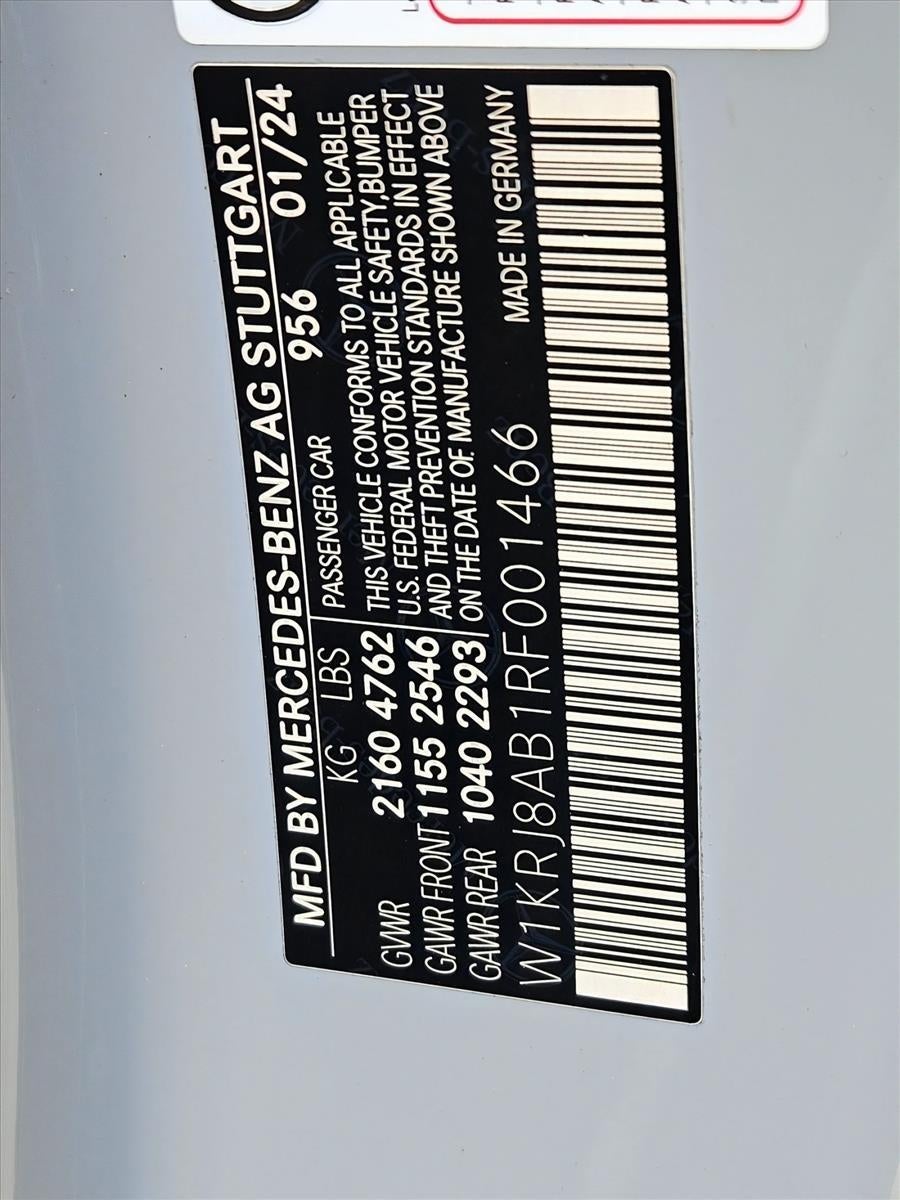 MFD BY MERCEDES-BENZ AG STUTTGART
956 01/24
KG LBS PASSENGER CAR
GVWR 2160 4762
GAWR FRONT 1155 2546
GAWR REAR 1040 2293
THIS VEHICLE CONFORMS TO ALL APPLICABLE
U.S. FEDERAL MOTOR VEHICLE SAFETY, BUMPER
AND THEFT PREVENTION STANDARDS IN EFFECT
ON THE DATE OF MANUFACTURE SHOWN ABOVE
W1KRJ8AB1RF001466 MADE IN GERMANY